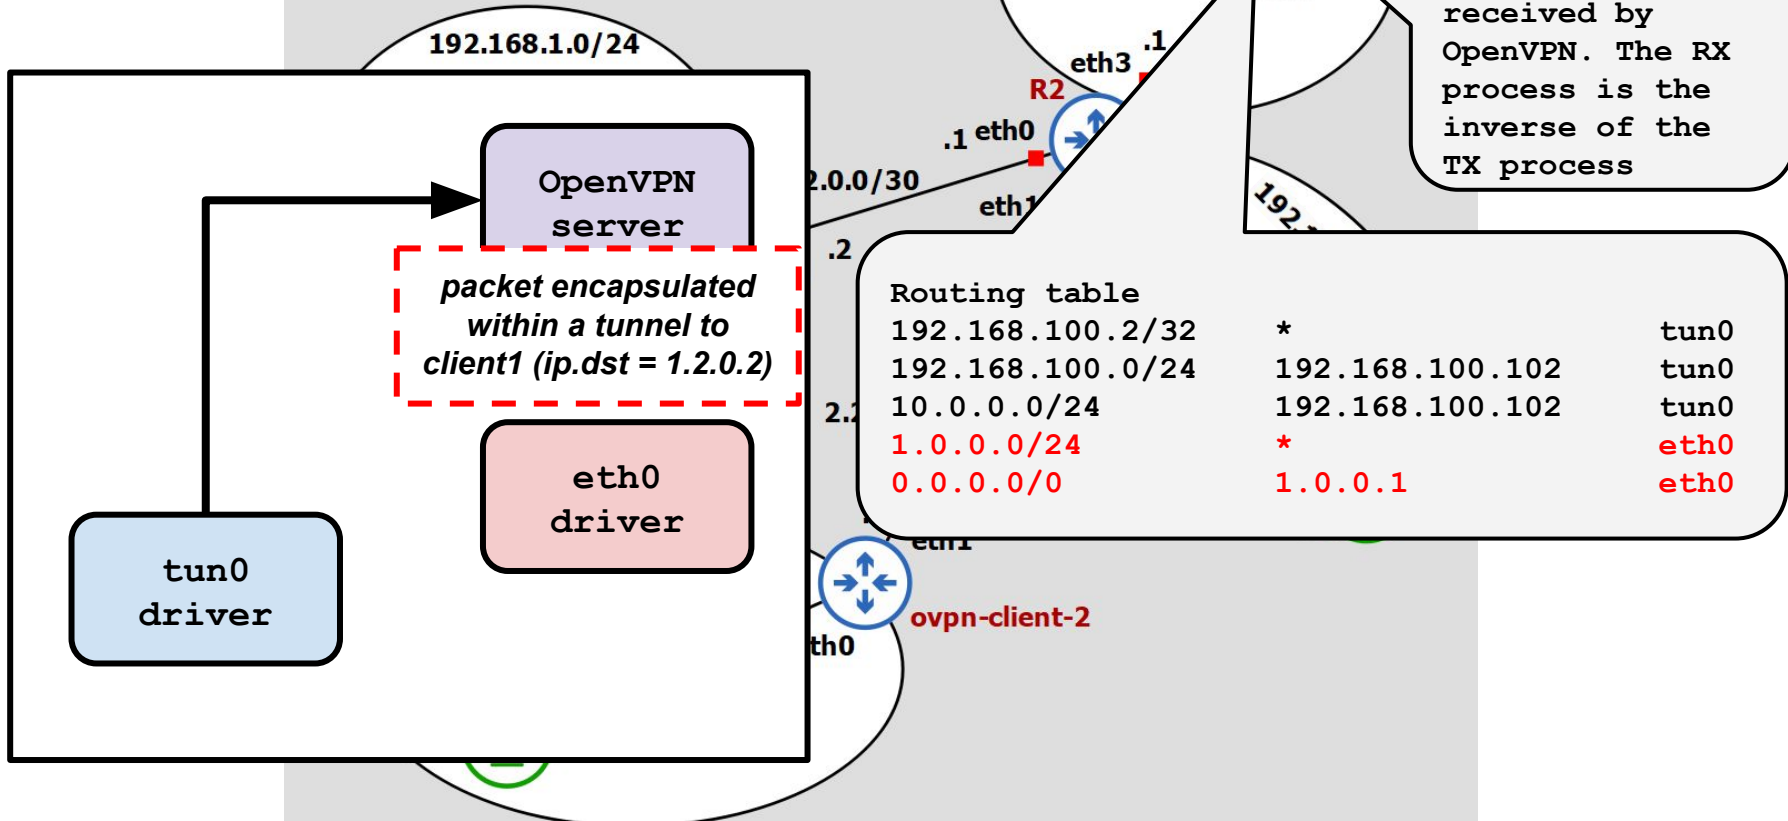 received by
OpenVPN. The RX
process is the
inverse of the
TX process
192.168.1.0/24
.1
eth3
R2
.1 eth0
2.0.0/30
eth1
.2
OpenVPN
server
packet encapsulated
within a tunnel to
client1 (ip.dst = 1.2.0.2)
eth0
driver
tun0
driver
Routing table
192.168.100.2/32 * tun0
192.168.100.0/24 192.168.100.102 tun0
10.0.0.0/24 192.168.100.102 tun0
1.0.0.0/24 * eth0
0.0.0.0/0 1.0.0.1 eth0
192.
eth1
ovpn-client-2
th0